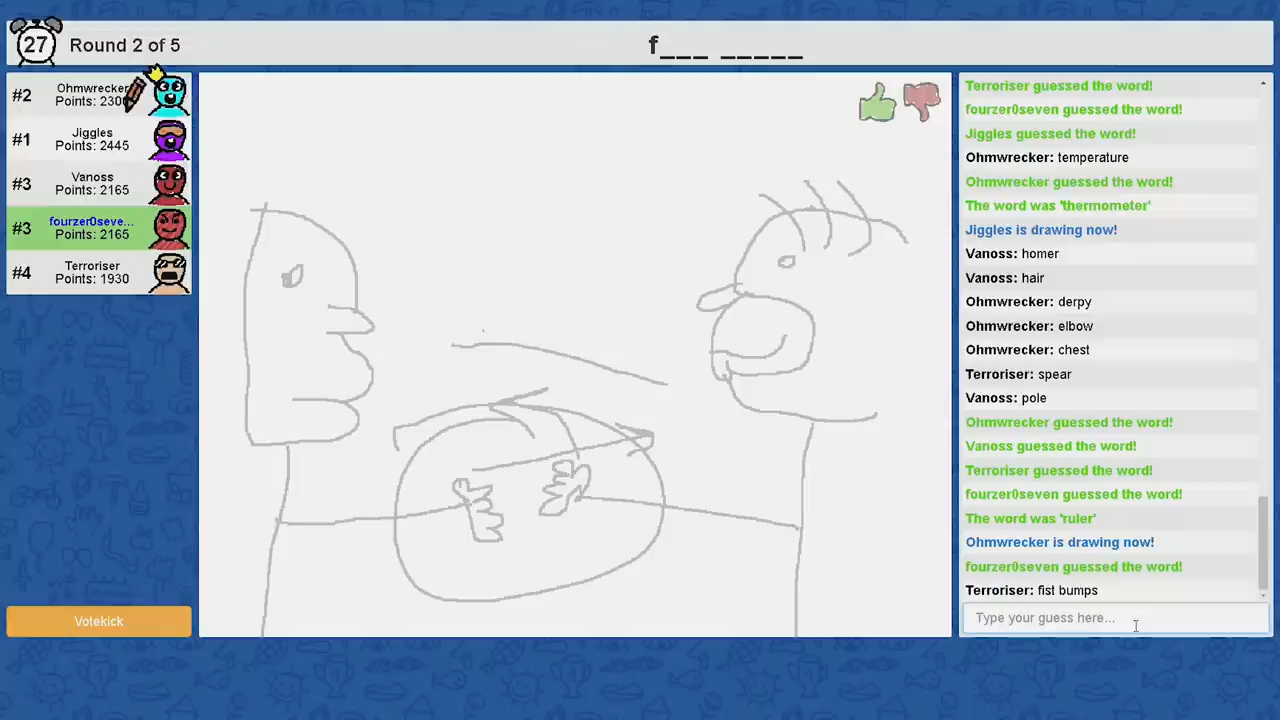 27
Round 2 of 5
f___ _____
#2
Ohmwrecker
Points: 2300
#1
Jiggles
Points: 2445
#3
Vanoss
Points: 2165
#3
fourzer0seve...
Points: 2165
#4
Terroriser
Points: 1930
Votekick
Terroriser guessed the word!
fourzer0seven guessed the word!
Jiggles guessed the word!
Ohmwrecker: temperature
Ohmwrecker guessed the word!
The word was 'thermometer'
Jiggles is drawing now!
Vanoss: homer
Vanoss: hair
Ohmwrecker: derpy
Ohmwrecker: elbow
Ohmwrecker: chest
Terroriser: spear
Vanoss: pole
Ohmwrecker guessed the word!
Vanoss guessed the word!
Terroriser guessed the word!
fourzer0seven guessed the word!
The word was 'ruler'
Ohmwrecker is drawing now!
fourzer0seven guessed the word!
Terroriser: fist bumps
Type your guess here...